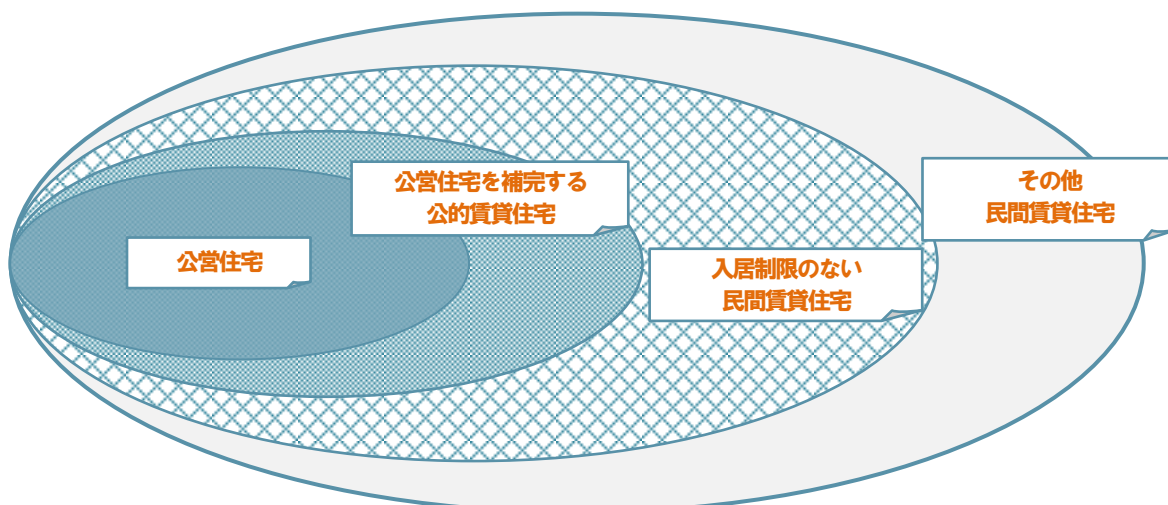 公営住宅
公営住宅を補完する
公的賃貸住宅
入居制限のない
民間賃貸住宅
その他
民間賃貸住宅